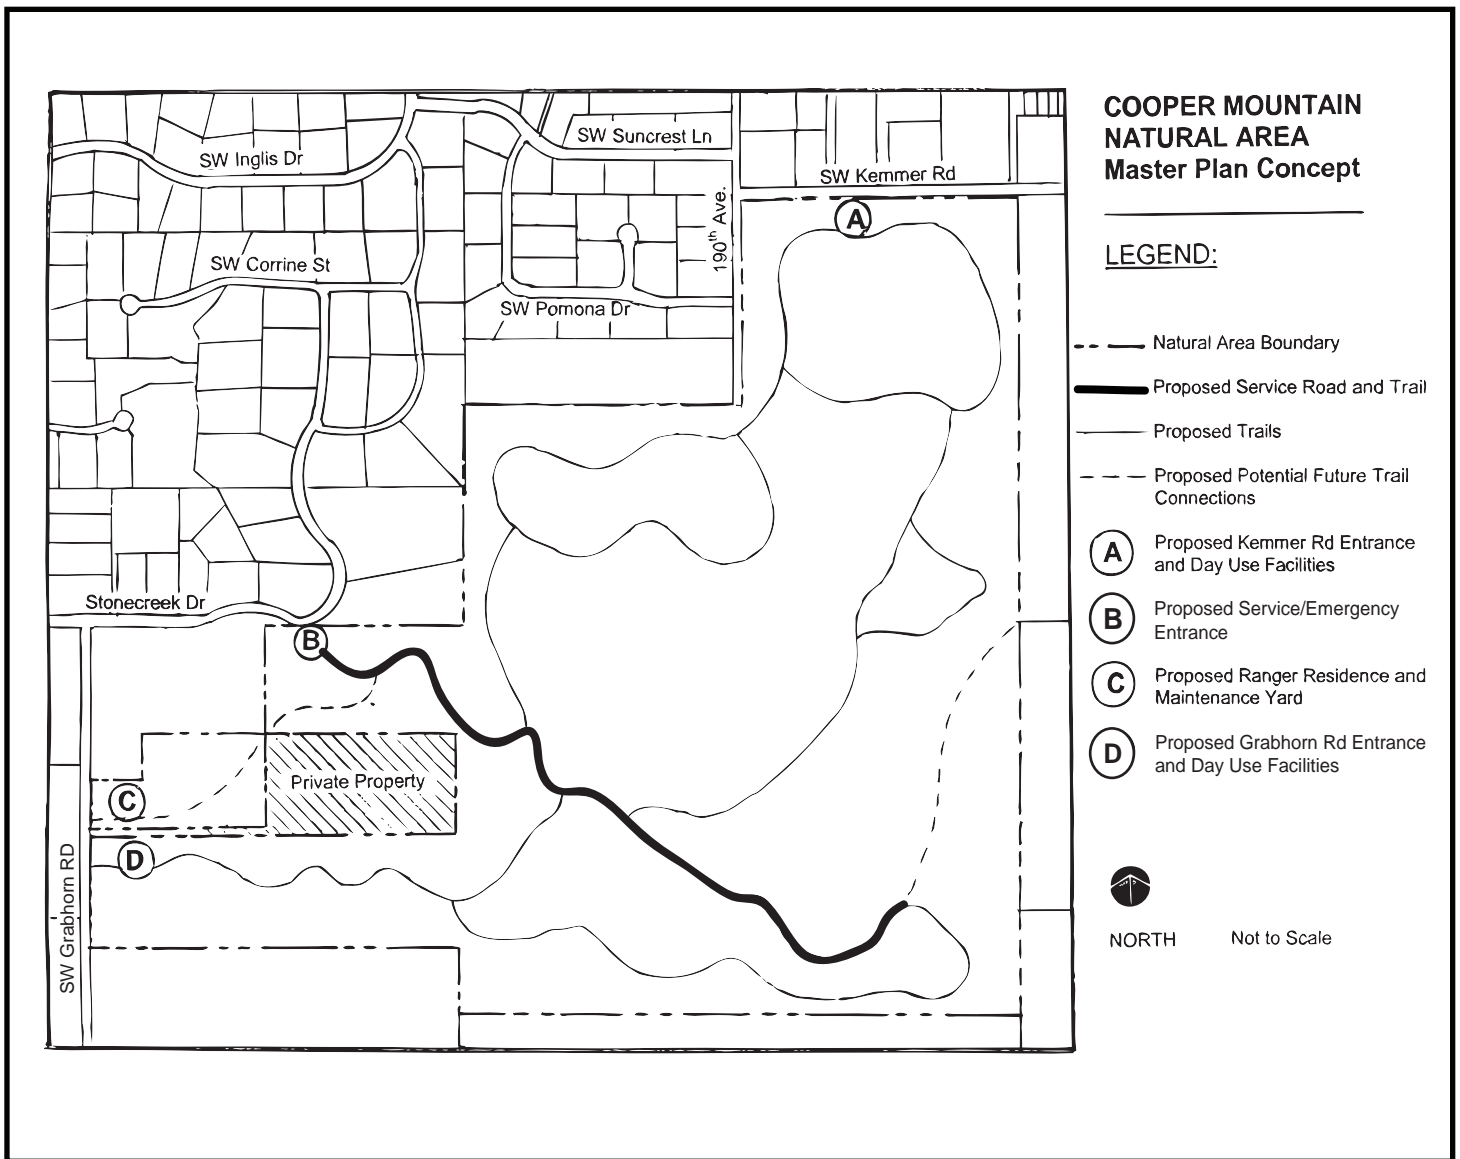 COOPER MOUNTAIN
NATURAL AREA
Master Plan Concept
LEGEND:
Natural Area Boundary
Proposed Service Road and Trail
Proposed Trails
Proposed Potential Future Trail
Connections
A
Proposed Kemmer Rd Entrance
and Day Use Facilities
B
Proposed Service/Emergency
Entrance
C
Proposed Ranger Residence and
Maintenance Yard
D
Proposed Grabhorn Rd Entrance
and Day Use Facilities
NORTH
Not to Scale
SW Inglis Dr
SW Suncrest Ln
SW Kemmer Rd
190th Ave.
A
SW Corrine St
SW Pomona Dr
Stonecreek Dr
B
Private Property
C
D
SW Grabhorn RD